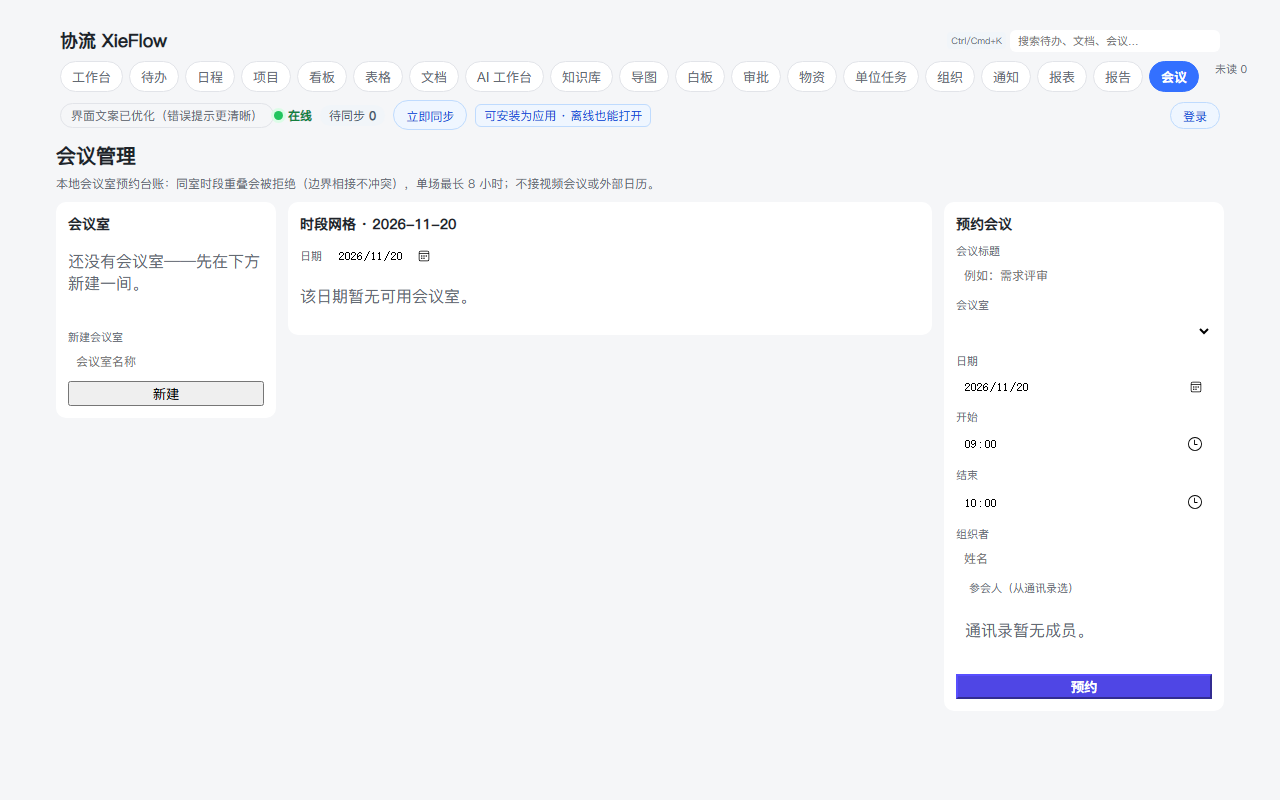 协流 XieFlow
Ctrl/Cmd+K 搜索待办、文档、会议...
工作台 待办 日程 项目 看板 表格 文档 AI 工作台 知识库 导图 白板 审批 物资 单位任务 组织 通知 报表 报告 会议 未读 0
界面文案已优化（错误提示更清晰） 在线 待同步 0 立即同步 可安装为应用 · 离线也能打开 登录
会议管理
本地会议室预约台账：同室时段重叠会被拒绝（边界相接不冲突），单场最长 8 小时；不接视频会议或外部日历。
会议室
还没有会议室——先在下方
新建一间。
新建会议室
会议室名称
新建
时段网格 · 2026-11-20
日期 2026/11/20
该日期暂无可用会议室。
预约会议
会议标题
例如：需求评审
会议室
日期
2026/11/20
开始
09:00
结束
10:00
组织者
姓名
参会人（从通讯录选）
通讯录暂无成员。
预约